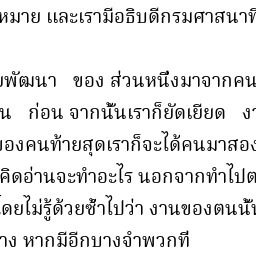 หมาย และเรามีอธิบดีกรมศาสนาที่
พัฒนา ของ ส่วนหนึ่งมาจากคน
น ก่อน จากนั้นเราก็ยัดเยียด
ของคนท้ายสุดเราก็จะได้คนมาสอง
คิดอ่านจะทำอะไร นอกจากทำไปต
โดยไม่รู้ด้วยซ้ำไปว่า งานของตนนั้น
าง หากมีอีกบางจำพวกที่